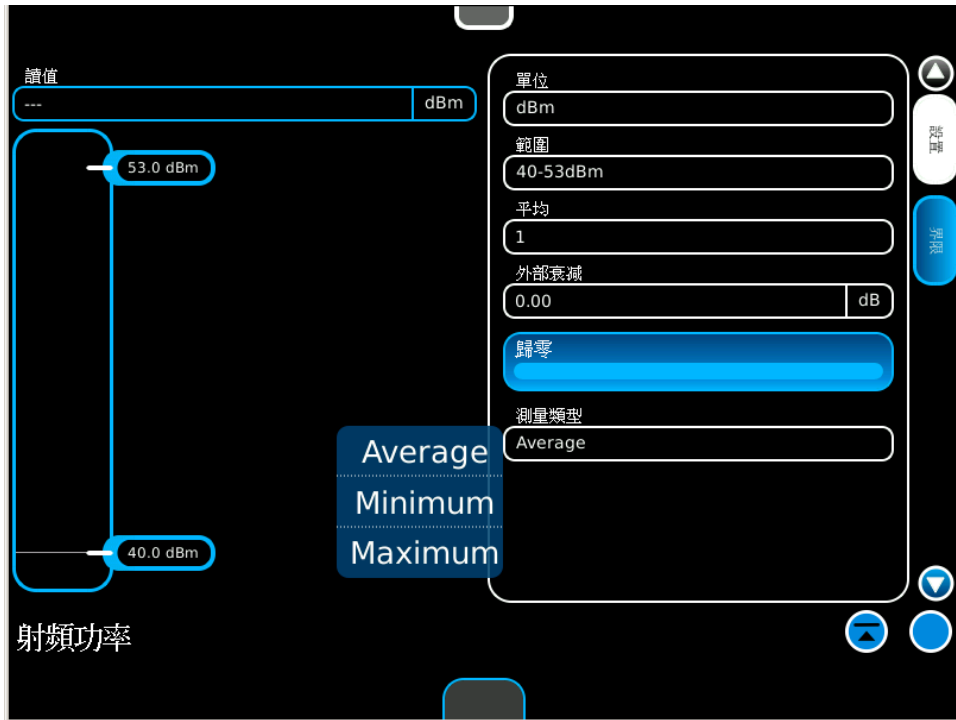 讀值
--- dBm
53.0 dBm
40.0 dBm
單位
dBm
範圍
40-53dBm
平均
1
外部衰減
0.00 dB
歸零
測量類型
Average
Average
Minimum
Maximum
設置
界限
射頻功率